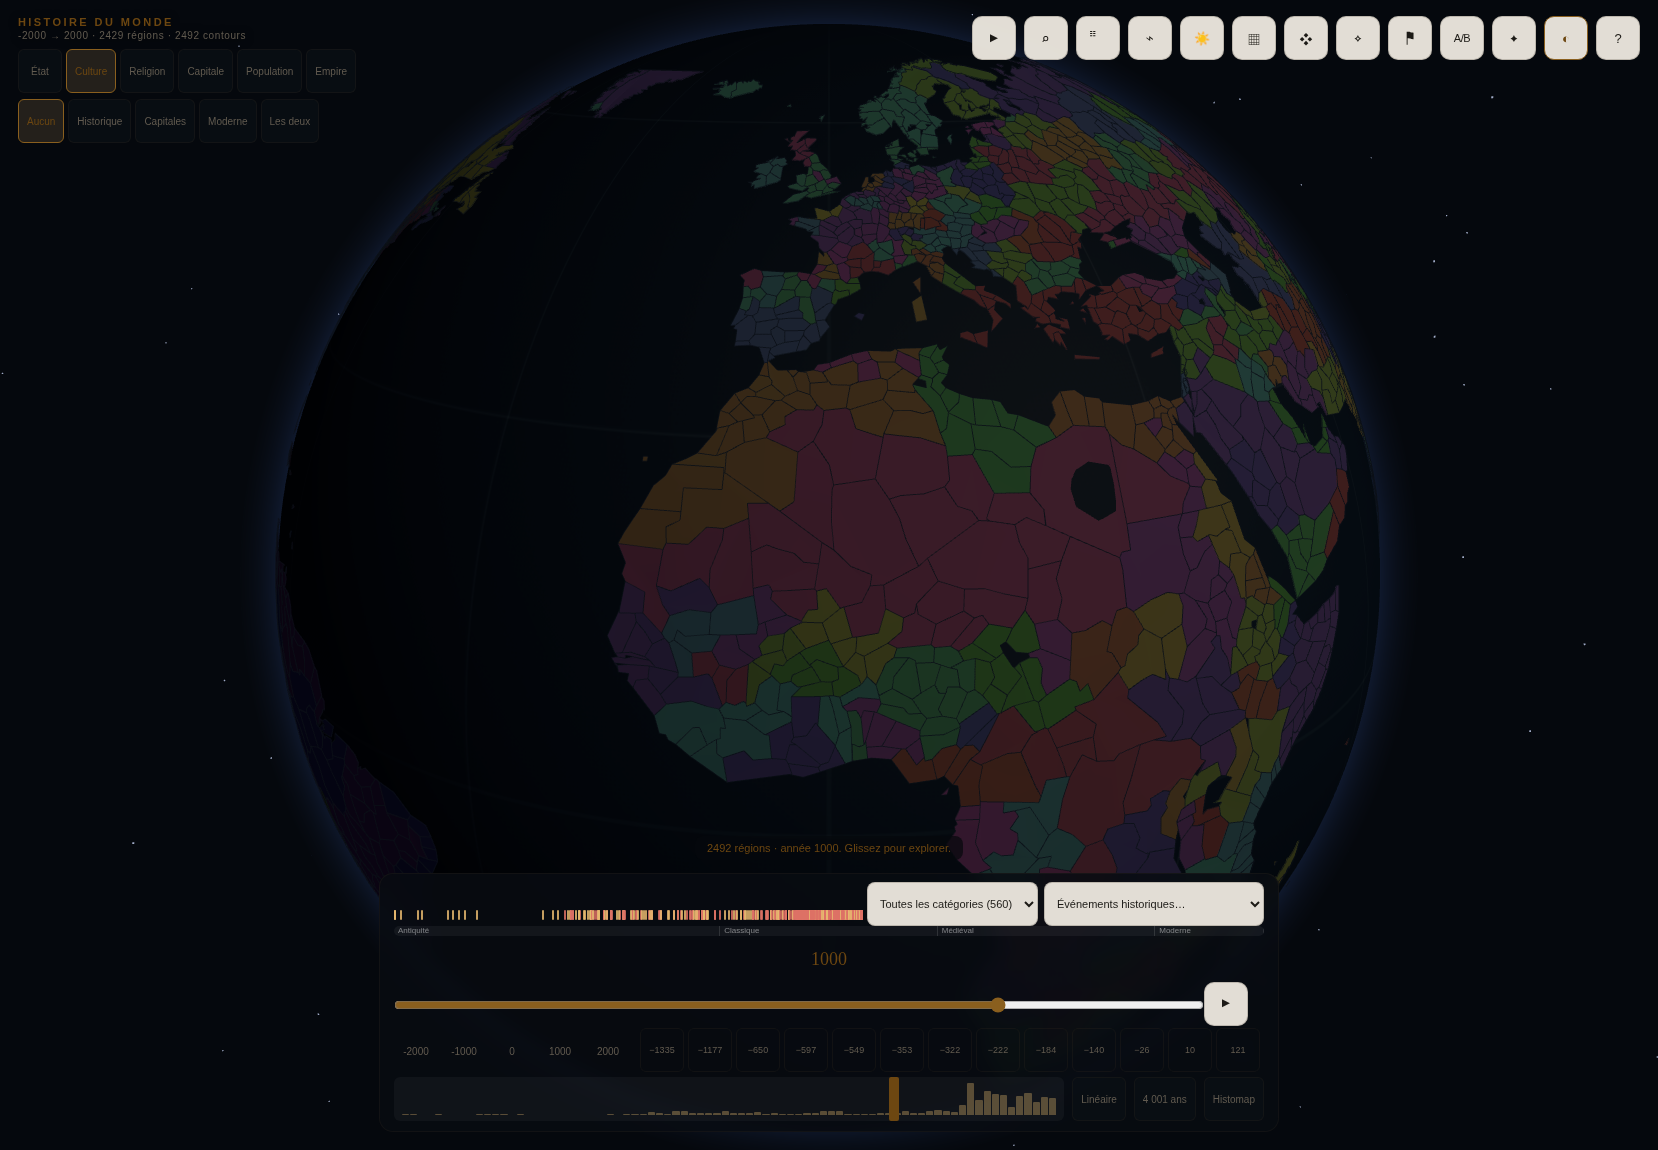 HISTOIRE DU MONDE
-2000 → 2000 · 2429 régions · 2492 contours
État Culture Religion Capitale Population Empire
Aucun Historique Capitales Moderne Les deux
A/B ?
2492 régions · année 1000. Glissez pour explorer.
Toutes les catégories (560) Événements historiques…
Antiquité Classique Médiéval Moderne
1000
-2000 -1000 0 1000 2000 −1335 −1177 −650 −597 −549 −353 −322 −222 −184 −140 −26 10 121
Linéaire 4 001 ans Histomap